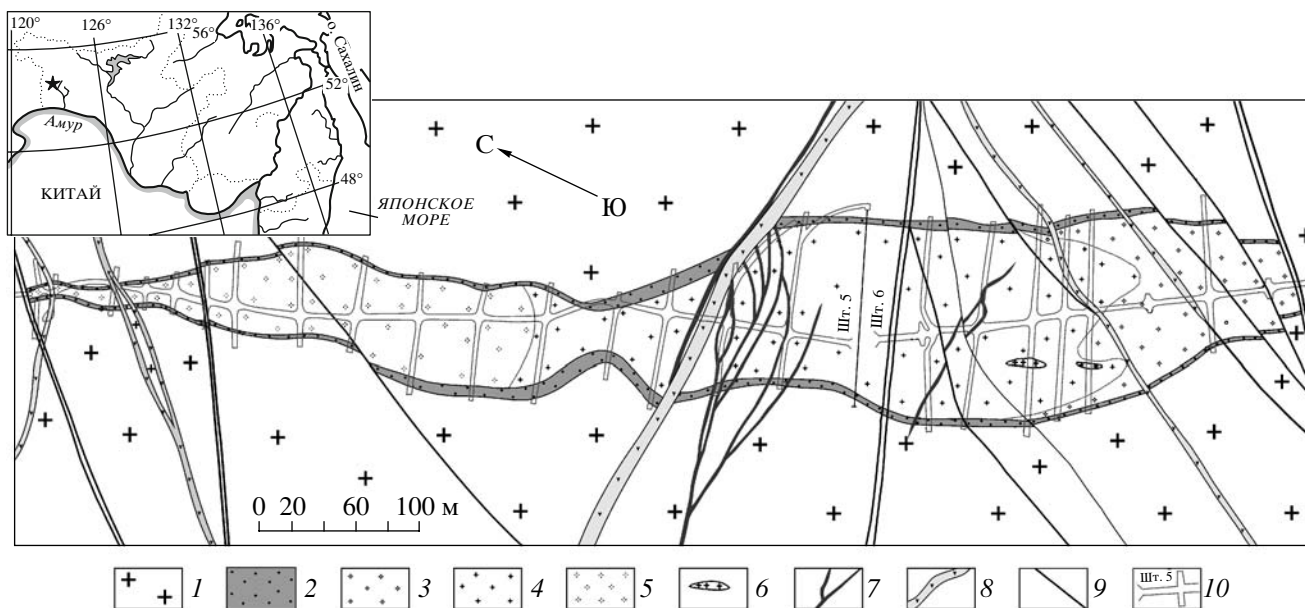 120°
126°
132°
56°
136°
о. Сахалин
52°
Амур
КИТАЙ
48°
ЯПОНСКОЕ
МОРЕ
С
Ю
Шт. 5
Шт. 6
0 20 60 100 м
1 2 3 4 5 6 7 8 9 Шт. 5 10